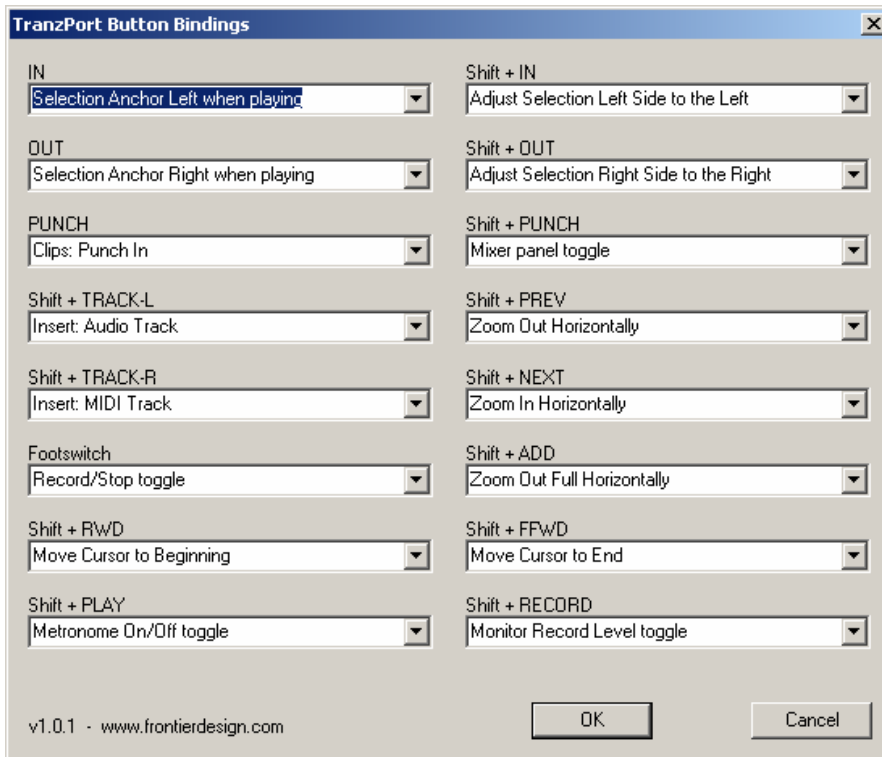 TranzPort Button Bindings
IN
Selection Anchor Left when playing
Shift + IN
Adjust Selection Left Side to the Left
OUT
Selection Anchor Right when playing
Shift + OUT
Adjust Selection Right Side to the Right
PUNCH
Clips: Punch In
Shift + PUNCH
Mixer panel toggle
Shift + TRACK-L
Insert: Audio Track
Shift + PREV
Zoom Out Horizontally
Shift + TRACK-R
Insert: MIDI Track
Shift + NEXT
Zoom In Horizontally
Footswitch
Record/Stop toggle
Shift + ADD
Zoom Out Full Horizontally
Shift + RWD
Move Cursor to Beginning
Shift + FFWD
Move Cursor to End
Shift + PLAY
Metronome On/Off toggle
Shift + RECORD
Monitor Record Level toggle
v1.0.1 - www.frontierdesign.com
OK
Cancel